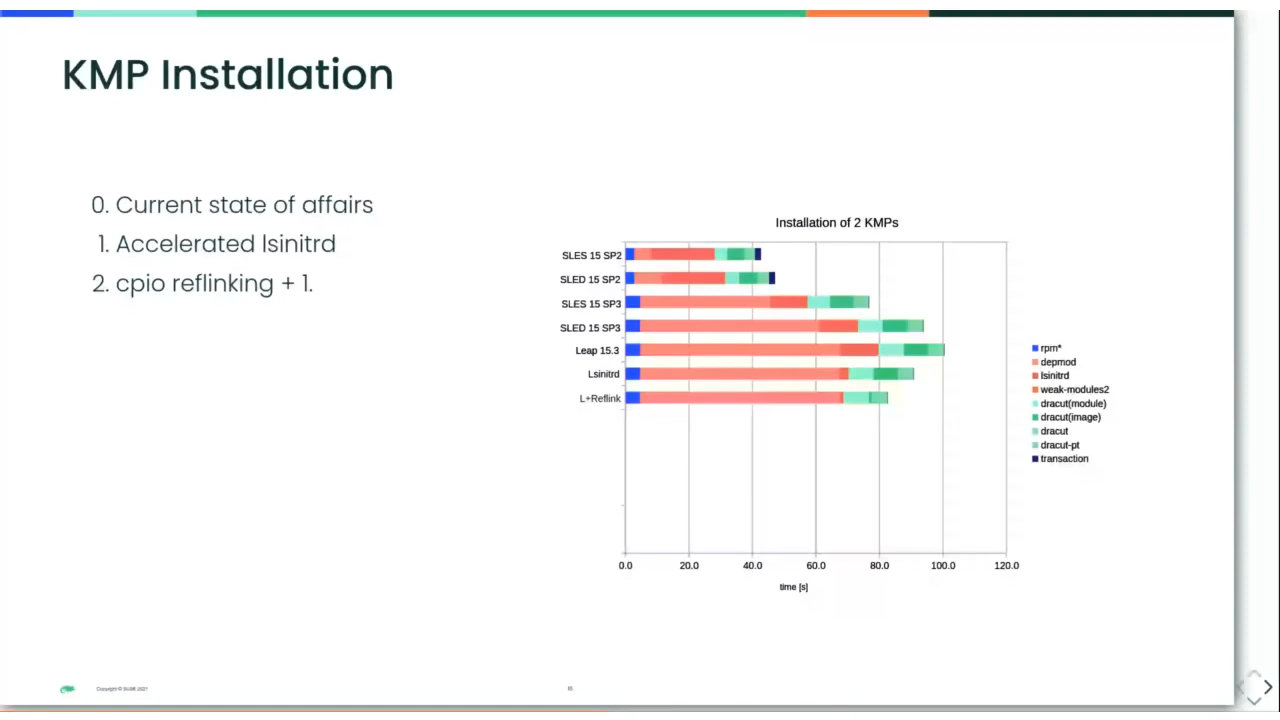 KMP Installation
0. Current state of affairs
1. Accelerated lsinitrd
2. cpio reflinking + 1.
Installation of 2 KMPs
SLES 15 SP2
SLED 15 SP2
SLES 15 SP3
SLED 15 SP3
Leap 15.3
Lsinitrd
L+Reflink
rpm*
depmod
lsinitrd
weak-modules2
dracut(module)
dracut(image)
dracut
dracut-pt
transaction
0.0 20.0 40.0 60.0 80.0 100.0 120.0
time [s]
Copyright © SUSE 2021